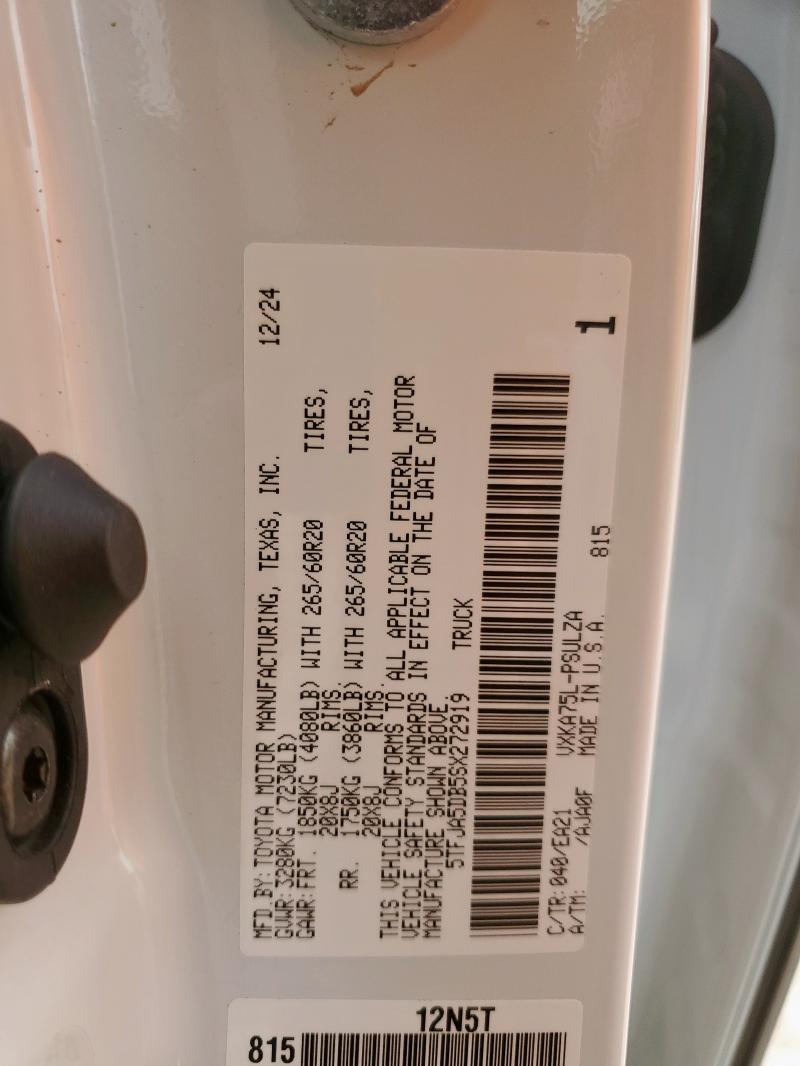 MFD.BY:TOYOTA MOTOR MANUFACTURING, TEXAS, INC. 12/24
GVWR:3280KG (7230LB)
GAWR:FRT. 1850KG (4080LB) WITH 265/60R20 TIRES,
20X8J RIMS.
RR. 1750KG (3860LB) WITH 265/60R20 TIRES,
20X8J RIMS.
THIS VEHICLE CONFORMS TO ALL APPLICABLE FEDERAL MOTOR
VEHICLE SAFETY STANDARDS IN EFFECT ON THE DATE OF
MANUFACTURE SHOWN ABOVE.
5TFJA5DB5SX272919 TRUCK
C/TR:040/EA21 VXKA75L-PSULZA
A/TM: /AJA0F MADE IN U.S.A. 815
1
12N5T
815